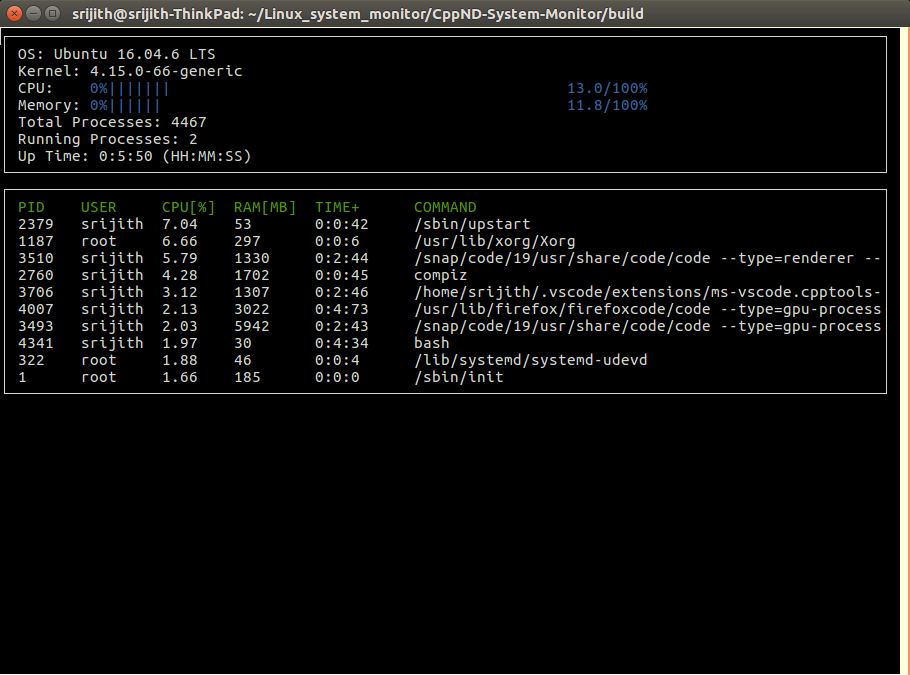 srijith@srijith-ThinkPad: ~/Linux_system_monitor/CppND-System-Monitor/build
OS: Ubuntu 16.04.6 LTS
Kernel: 4.15.0-66-generic
CPU: 0%||||||| 13.0/100%
Memory: 0%|||||| 11.8/100%
Total Processes: 4467
Running Processes: 2
Up Time: 0:5:50 (HH:MM:SS)
PID USER CPU[%] RAM[MB] TIME+ COMMAND
2379 srijith 7.04 53 0:0:42 /sbin/upstart
1187 root 6.66 297 0:0:6 /usr/lib/xorg/Xorg
3510 srijith 5.79 1330 0:2:44 /snap/code/19/usr/share/code/code --type=renderer --
2760 srijith 4.28 1702 0:0:45 compiz
3706 srijith 3.12 1307 0:2:46 /home/srijith/.vscode/extensions/ms-vscode.cpptools-
4007 srijith 2.13 3022 0:4:73 /usr/lib/firefox/firefoxcode/code --type=gpu-process
3493 srijith 2.03 5942 0:2:43 /snap/code/19/usr/share/code/code --type=gpu-process
4341 srijith 1.97 30 0:4:34 bash
322 root 1.88 46 0:0:4 /lib/systemd/systemd-udevd
1 root 1.66 185 0:0:0 /sbin/init